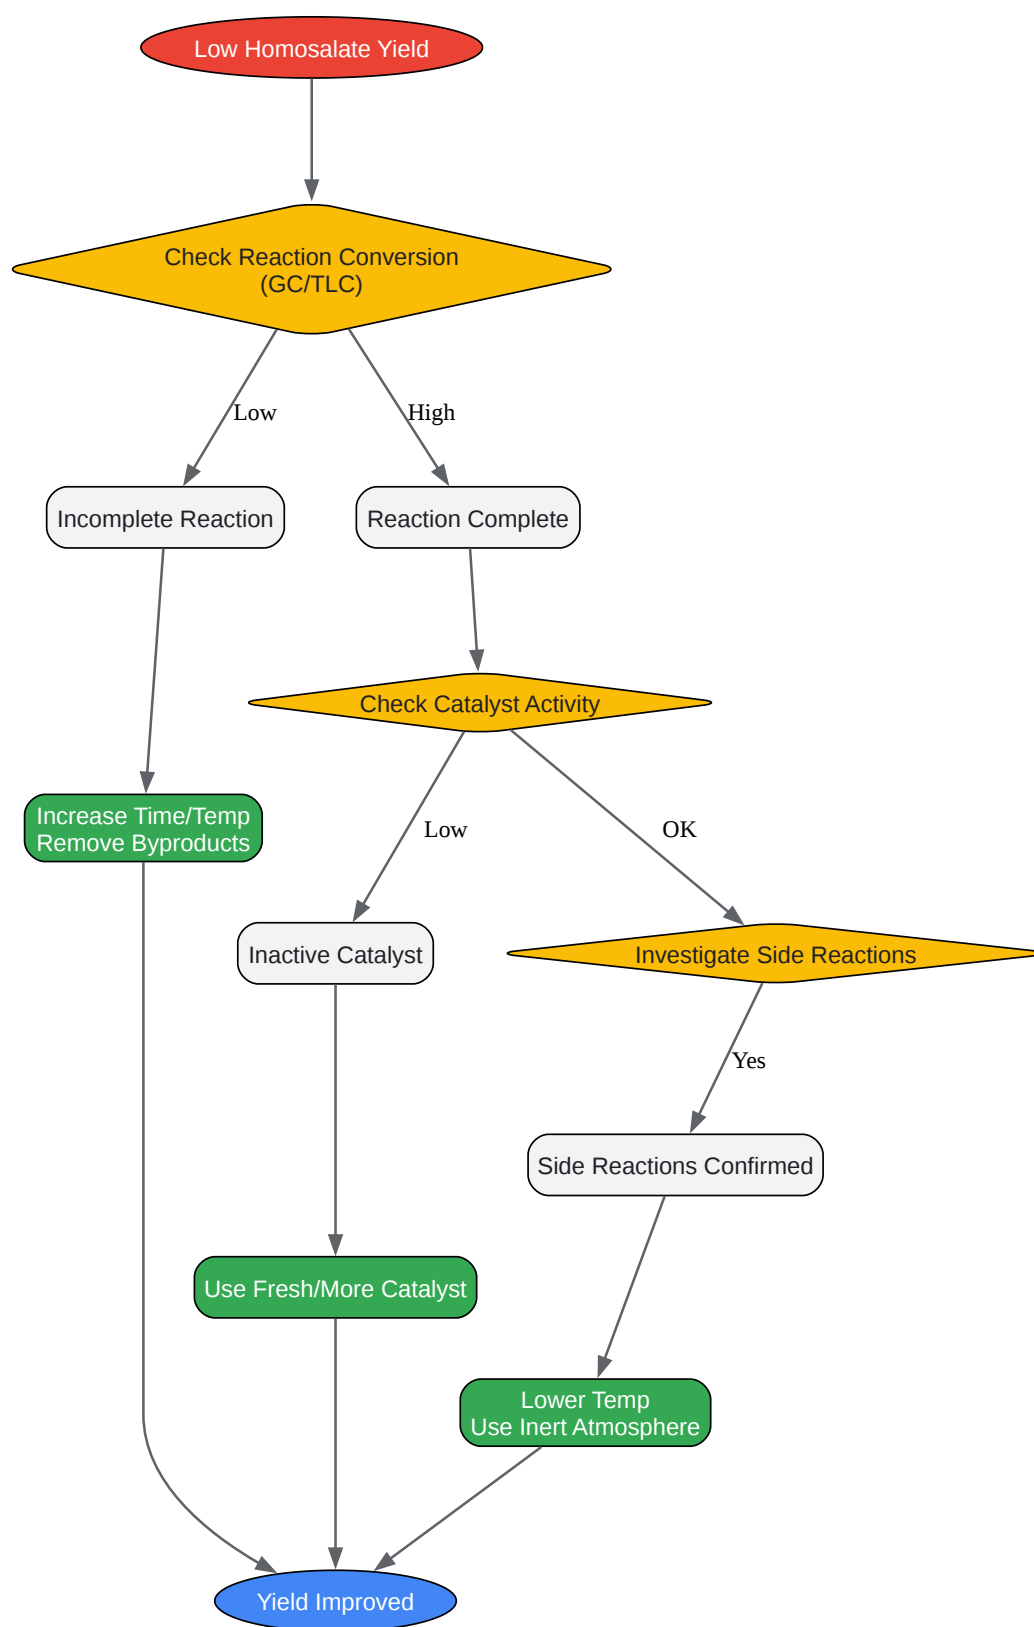 Low Homosalate Yield
Check Reaction Conversion
(GC/TLC)
Low
High
Incomplete Reaction
Reaction Complete
Check Catalyst Activity
Increase Time/Temp
Remove Byproducts
Low
OK
Inactive Catalyst
Investigate Side Reactions
Yes
Side Reactions Confirmed
Use Fresh/More Catalyst
Lower Temp
Use Inert Atmosphere
Yield Improved